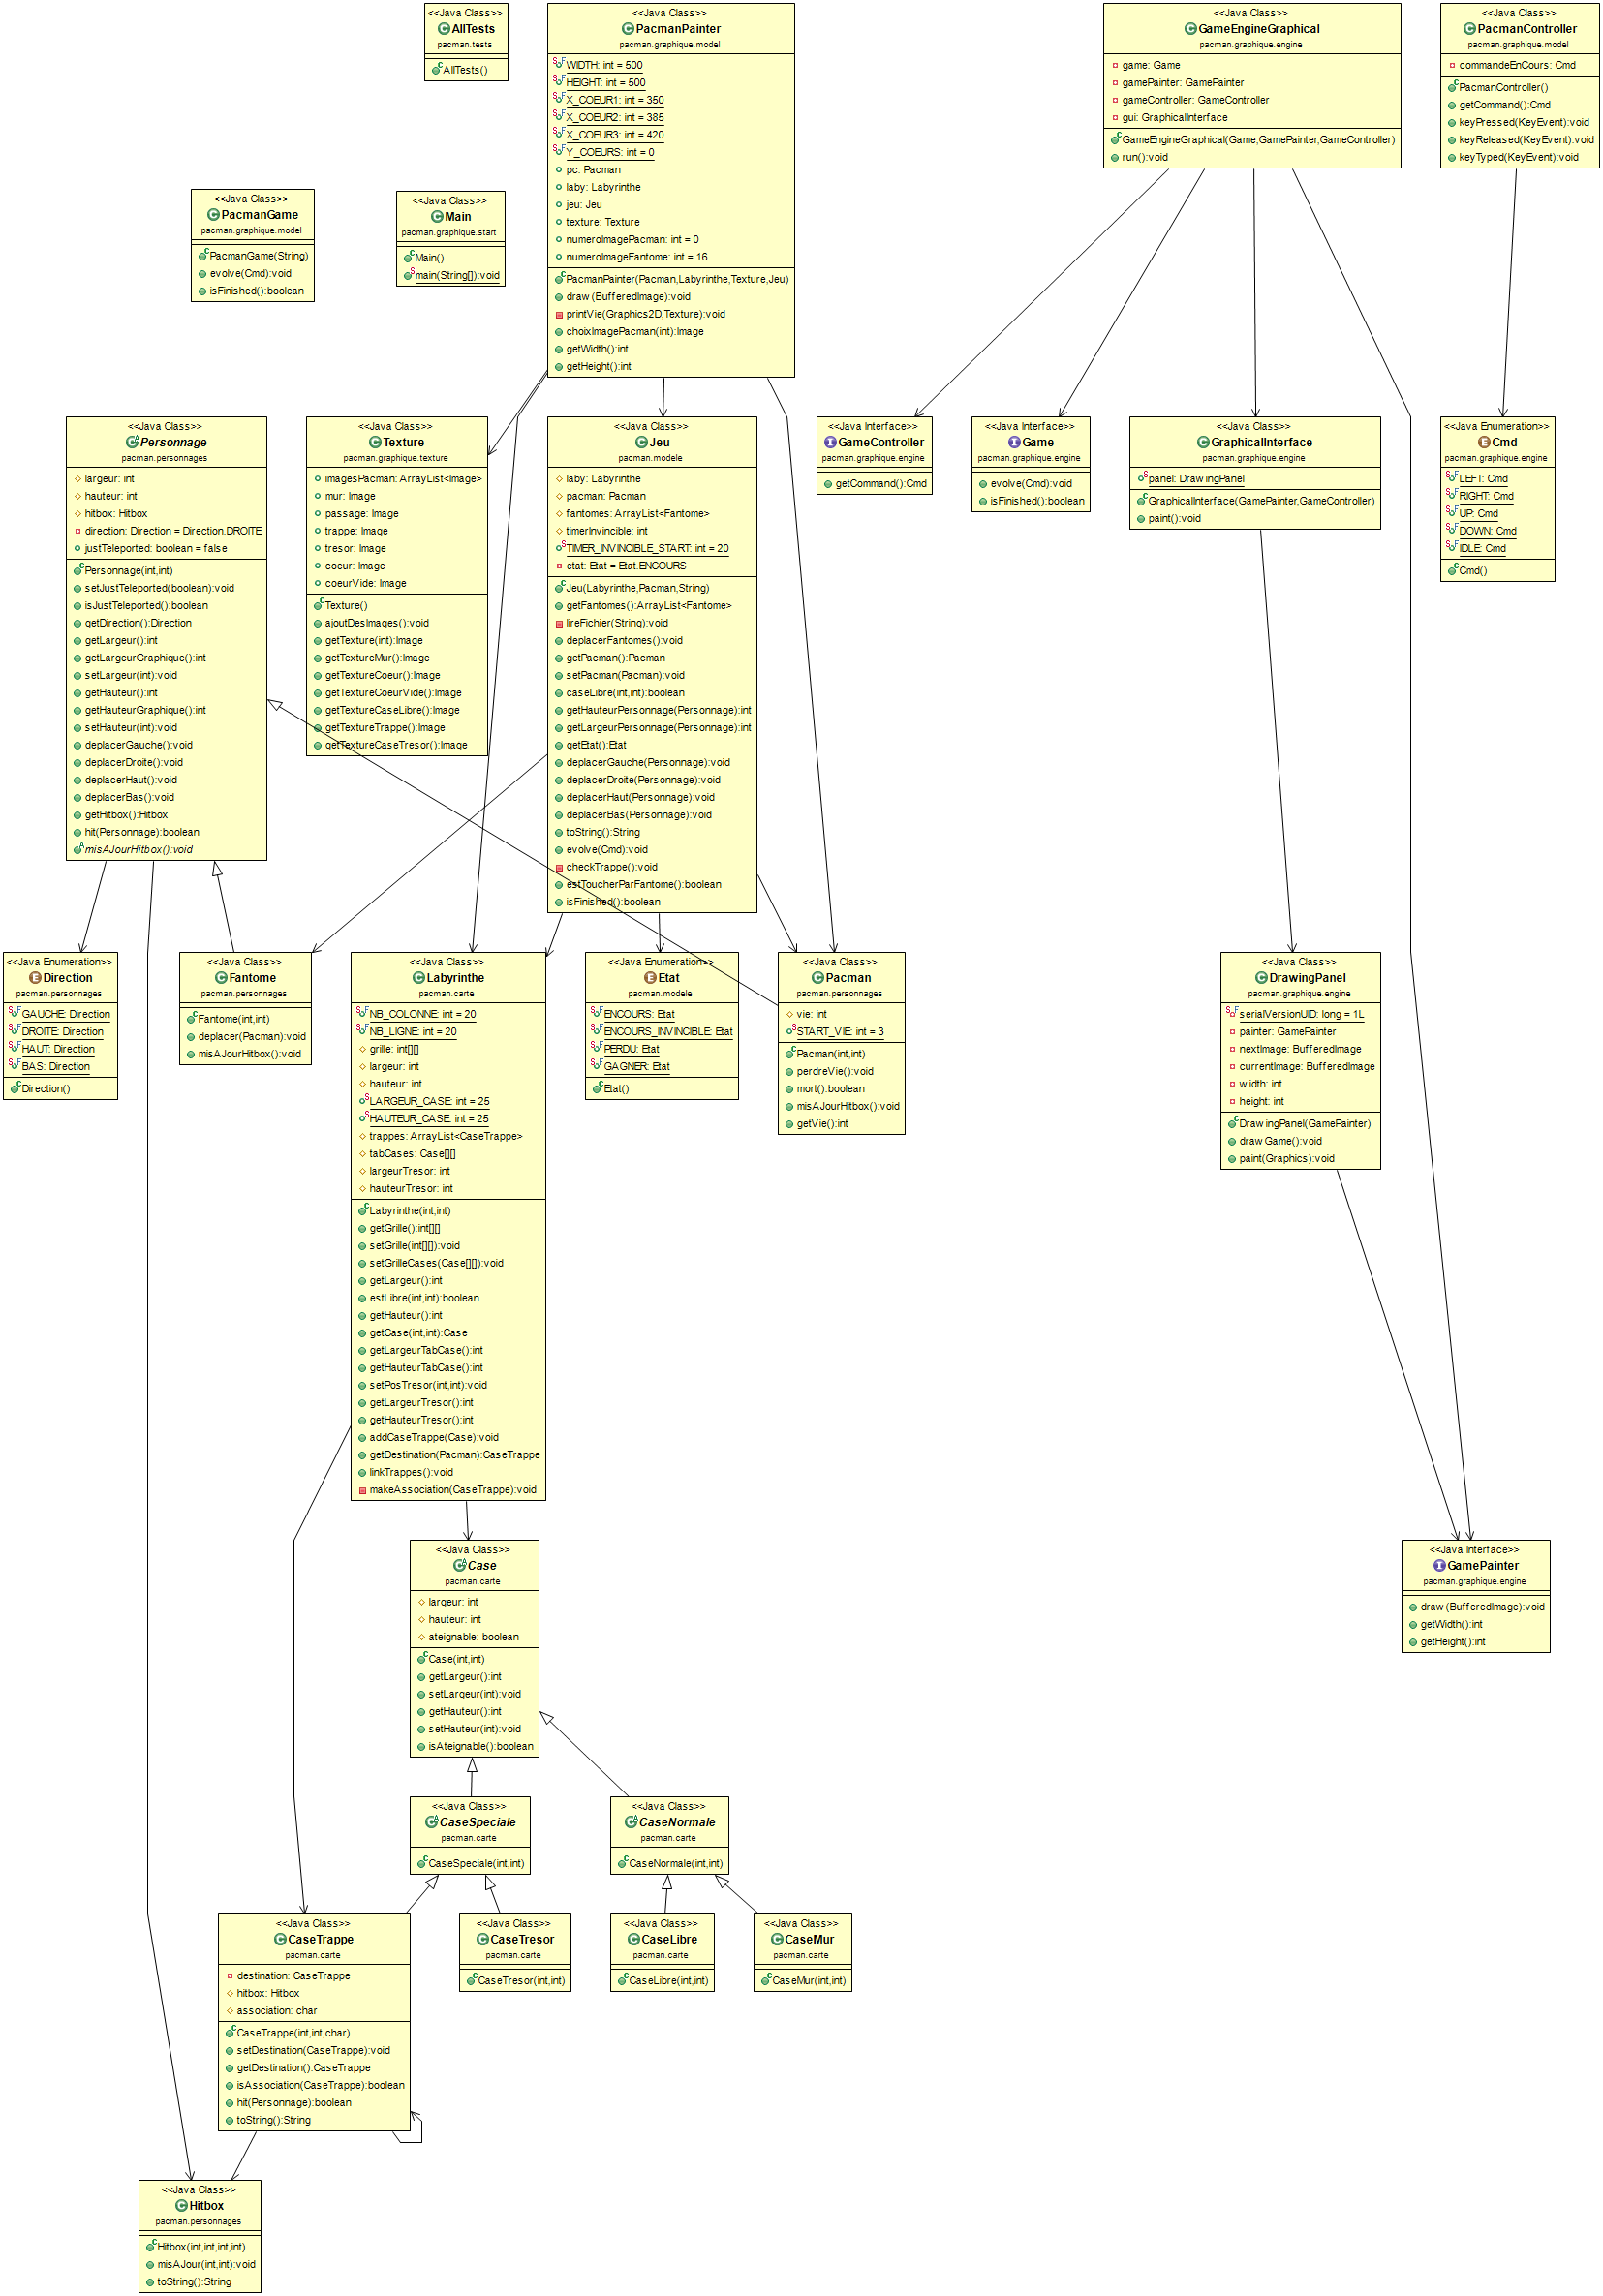 <<Java Class>>
AllTests
pacman.tests
AllTests()
<<Java Class>>
PacmanPainter
pacman.graphique.model
WIDTH: int = 500
HEIGHT: int = 500
X_COEUR1: int = 350
X_COEUR2: int = 385
X_COEUR3: int = 420
Y_COEURS: int = 0
pc: Pacman
laby: Labyrinthe
jeu: Jeu
texture: Texture
numeroImagePacman: int = 0
numeroImageFantome: int = 16
PacmanPainter(Pacman,Labyrinthe,Texture,Jeu)
draw(BufferedImage):void
printVie(Graphics2D,Texture):void
choixImagePacman(int):Image
getWidth():int
getHeight():int
<<Java Class>>
GameEngineGraphical
pacman.graphique.engine
game: Game
gamePainter: GamePainter
gameController: GameController
gui: GraphicalInterface
GameEngineGraphical(Game,GamePainter,GameController)
run():void
<<Java Class>>
PacmanController
pacman.graphique.model
commandeEnCours: Cmd
PacmanController()
getCommand():Cmd
keyPressed(KeyEvent):void
keyReleased(KeyEvent):void
keyTyped(KeyEvent):void
<<Java Class>>
PacmanGame
pacman.graphique.model
PacmanGame(String)
evolve(Cmd):void
isFinished():boolean
<<Java Class>>
Main
pacman.graphique.start
Main()
main(String[]):void
<<Java Class>>
Personnage
pacman.personnages
largeur: int
hauteur: int
hitbox: Hitbox
direction: Direction = Direction.DROITE
justTeleported: boolean = false
Personnage(int,int)
setJustTeleported(boolean):void
isJustTeleported():boolean
getDirection():Direction
getLargeur():int
getLargeurGraphique():int
setLargeur(int):void
getHauteur():int
getHauteurGraphique():int
setHauteur(int):void
deplacerGauche():void
deplacerDroite():void
deplacerHaut():void
deplacerBas():void
getHitbox():Hitbox
hit(Personnage):boolean
misAJourHitbox():void
<<Java Class>>
Texture
pacman.graphique.texture
imagesPacman: ArrayList<Image>
mur: Image
passage: Image
trappe: Image
tresor: Image
coeur: Image
coeurVide: Image
Texture()
ajoutDesImages():void
getTexture(int):Image
getTextureMur():Image
getTextureCoeur():Image
getTextureCoeurVide():Image
getTextureCaseLibre():Image
getTextureTrappe():Image
getTextureCaseTresor():Image
<<Java Class>>
Jeu
pacman.modele
laby: Labyrinthe
pacman: Pacman
fantomes: ArrayList<Fantome>
timerInvincible: int
TIMER_INVINCIBLE_START: int = 20
etat: Etat = Etat.ENCOURS
Jeu(Labyrinthe,Pacman,String)
getFantomes():ArrayList<Fantome>
lireFichier(String):void
deplacerFantomes():void
getPacman():Pacman
setPacman(Pacman):void
caseLibre(int,int):boolean
getHauteurPersonnage(Personnage):int
getLargeurPersonnage(Personnage):int
getEtat():Etat
deplacerGauche(Personnage):void
deplacerDroite(Personnage):void
deplacerHaut(Personnage):void
deplacerBas(Personnage):void
toString():String
evolve(Cmd):void
checkTrappe():void
estToucherParFantome():boolean
isFinished():boolean
<<Java Interface>>
GameController
pacman.graphique.engine
getCommand():Cmd
<<Java Interface>>
Game
pacman.graphique.engine
evolve(Cmd):void
isFinished():boolean
<<Java Class>>
GraphicalInterface
pacman.graphique.engine
panel: DrawingPanel
GraphicalInterface(GamePainter,GameController)
paint():void
<<Java Enumeration>>
Cmd
pacman.graphique.engine
LEFT: Cmd
RIGHT: Cmd
UP: Cmd
DOWN: Cmd
IDLE: Cmd
Cmd()
<<Java Enumeration>>
Direction
pacman.personnages
GAUCHE: Direction
DROITE: Direction
HAUT: Direction
BAS: Direction
Direction()
<<Java Class>>
Fantome
pacman.personnages
Fantome(int,int)
deplacer(Pacman):void
misAJourHitbox():void
<<Java Class>>
Labyrinthe
pacman.carte
NB_COLONNE: int = 20
NB_LIGNE: int = 20
grille: int[][]
largeur: int
hauteur: int
LARGEUR_CASE: int = 25
HAUTEUR_CASE: int = 25
trappes: ArrayList<CaseTrappe>
tabCases: Case[][]
largeurTresor: int
hauteurTresor: int
Labyrinthe(int,int)
getGrille():int[][]
setGrille(int[][]):void
setGrilleCases(Case[][]):void
getLargeur():int
estLibre(int,int):boolean
getHauteur():int
getCase(int,int):Case
getLargeurTabCase():int
getHauteurTabCase():int
setPosTresor(int,int):void
getLargeurTresor():int
getHauteurTresor():int
addCaseTrappe(Case):void
getDestination(Pacman):CaseTrappe
linkTrappes():void
makeAssociation(CaseTrappe):void
<<Java Enumeration>>
Etat
pacman.modele
ENCOURS: Etat
ENCOURS_INVINCIBLE: Etat
PERDU: Etat
GAGNER: Etat
Etat()
<<Java Class>>
Pacman
pacman.personnages
vie: int
START_VIE: int = 3
Pacman(int,int)
perdreVie():void
mort():boolean
misAJourHitbox():void
getVie():int
<<Java Class>>
DrawingPanel
pacman.graphique.engine
serialVersionUID: long = 1L
painter: GamePainter
nextImage: BufferedImage
currentImage: BufferedImage
width: int
height: int
DrawingPanel(GamePainter)
drawGame():void
paint(Graphics):void
<<Java Class>>
Case
pacman.carte
largeur: int
hauteur: int
ateignable: boolean
Case(int,int)
getLargeur():int
setLargeur(int):void
getHauteur():int
setHauteur(int):void
isAteignable():boolean
<<Java Interface>>
GamePainter
pacman.graphique.engine
draw(BufferedImage):void
getWidth():int
getHeight():int
<<Java Class>>
CaseSpeciale
pacman.carte
CaseSpeciale(int,int)
<<Java Class>>
CaseNormale
pacman.carte
CaseNormale(int,int)
<<Java Class>>
CaseTrappe
pacman.carte
destination: CaseTrappe
hitbox: Hitbox
association: char
CaseTrappe(int,int,char)
setDestination(CaseTrappe):void
getDestination():CaseTrappe
isAssociation(CaseTrappe):boolean
hit(Personnage):boolean
toString():String
<<Java Class>>
CaseTresor
pacman.carte
CaseTresor(int,int)
<<Java Class>>
CaseLibre
pacman.carte
CaseLibre(int,int)
<<Java Class>>
CaseMur
pacman.carte
CaseMur(int,int)
<<Java Class>>
Hitbox
pacman.personnages
Hitbox(int,int,int,int)
misAJour(int,int):void
toString():String